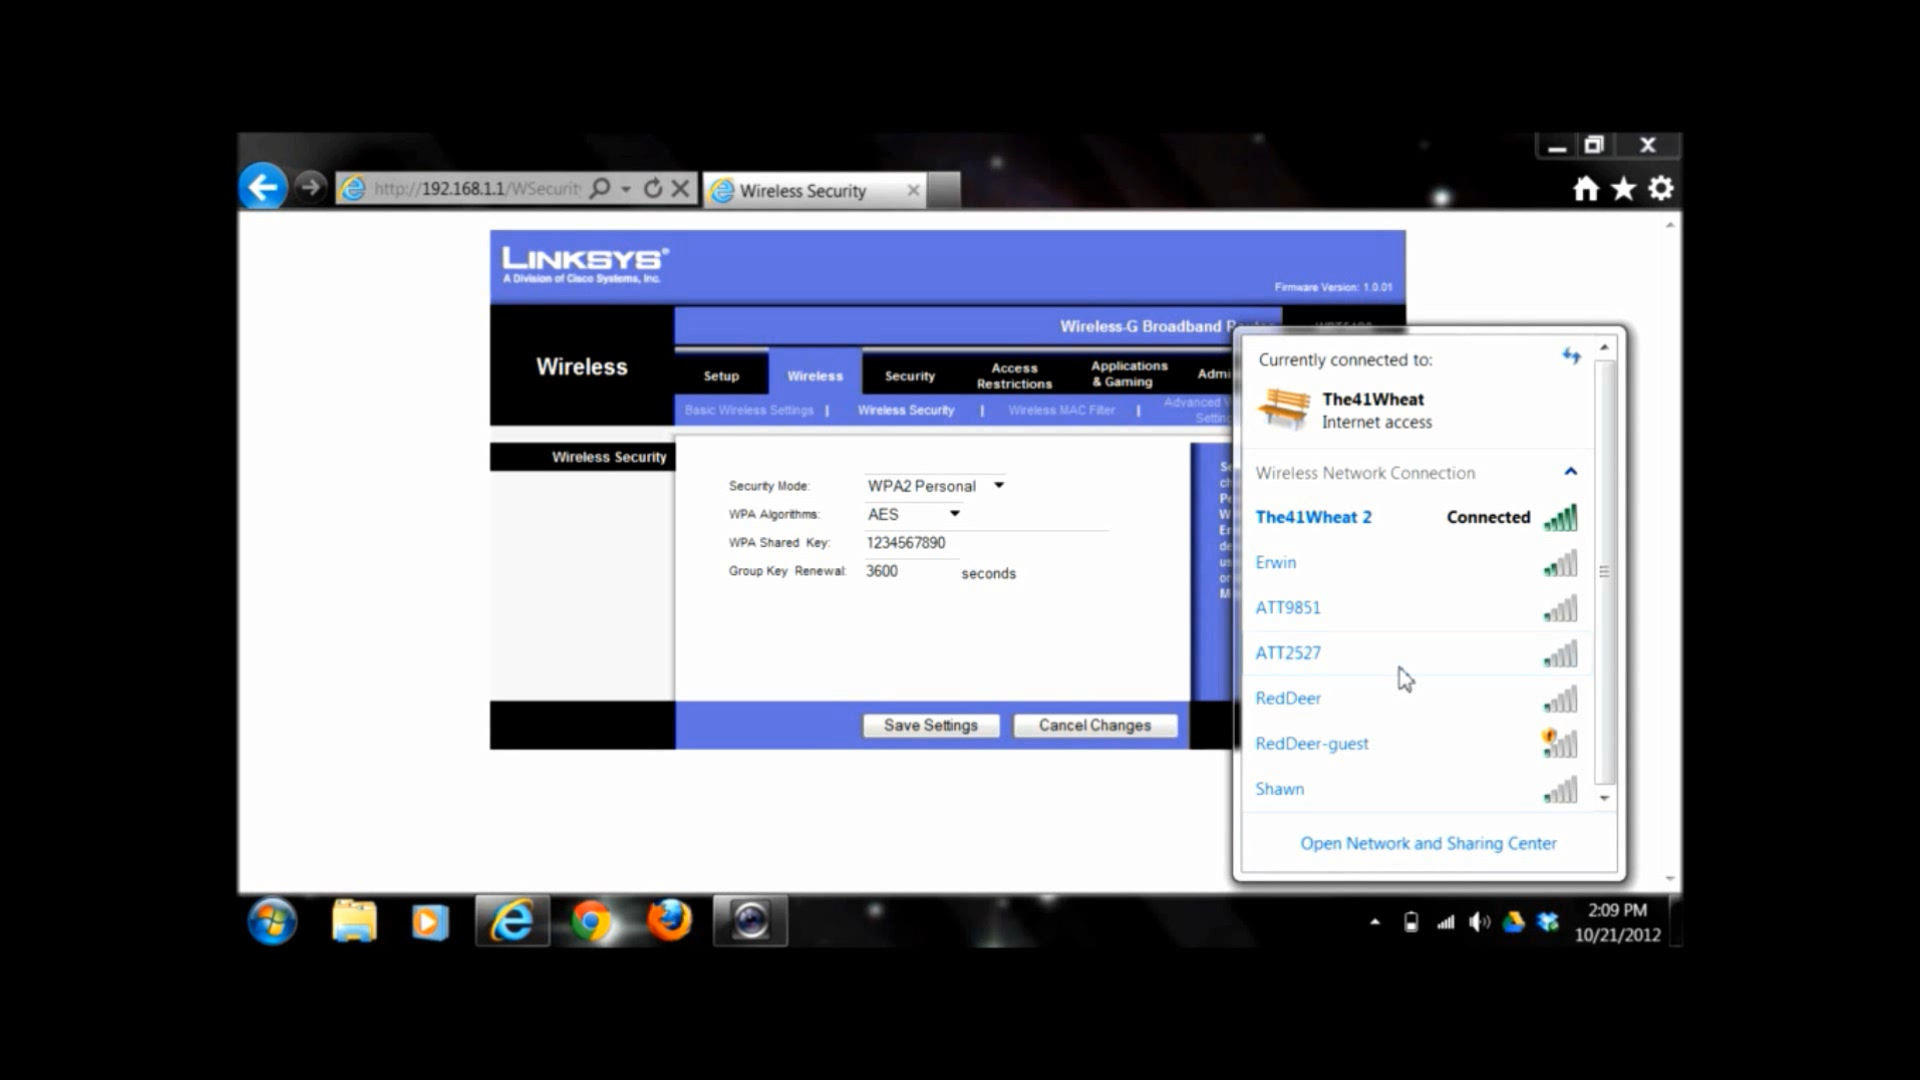 http://192.168.1.1/WSecurit
Wireless Security
LINKSYS®
A Division of Cisco Systems, Inc.
Firmware Version: 1.0.01
Wireless-G Broadband
Wireless
Setup
Wireless
Security
Access
Restrictions
Applications
& Gaming
Admi
Basic Wireless Settings | Wireless Security | Wireless MAC Filter | Advanced W
Settin
Wireless Security
Security Mode: WPA2 Personal
WPA Algorithms: AES
WPA Shared Key: 1234567890
Group Key Renewal: 3600 seconds
Save Settings
Cancel Changes
Currently connected to:
The41Wheat
Internet access
Wireless Network Connection
The41Wheat 2 Connected
Erwin
ATT9851
ATT2527
RedDeer
RedDeer-guest
Shawn
Open Network and Sharing Center
2:09 PM
10/21/2012